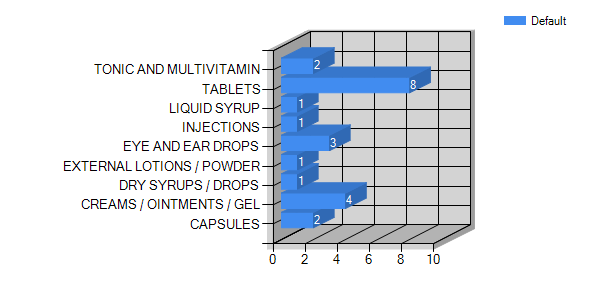 Default
TONIC AND MULTIVITAMIN 2
TABLETS 8
LIQUID SYRUP 1
INJECTIONS 1
EYE AND EAR DROPS 3
EXTERNAL LOTIONS / POWDER 1
DRY SYRUPS / DROPS 1
CREAMS / OINTMENTS / GEL 4
CAPSULES 2
0 2 4 6 8 10